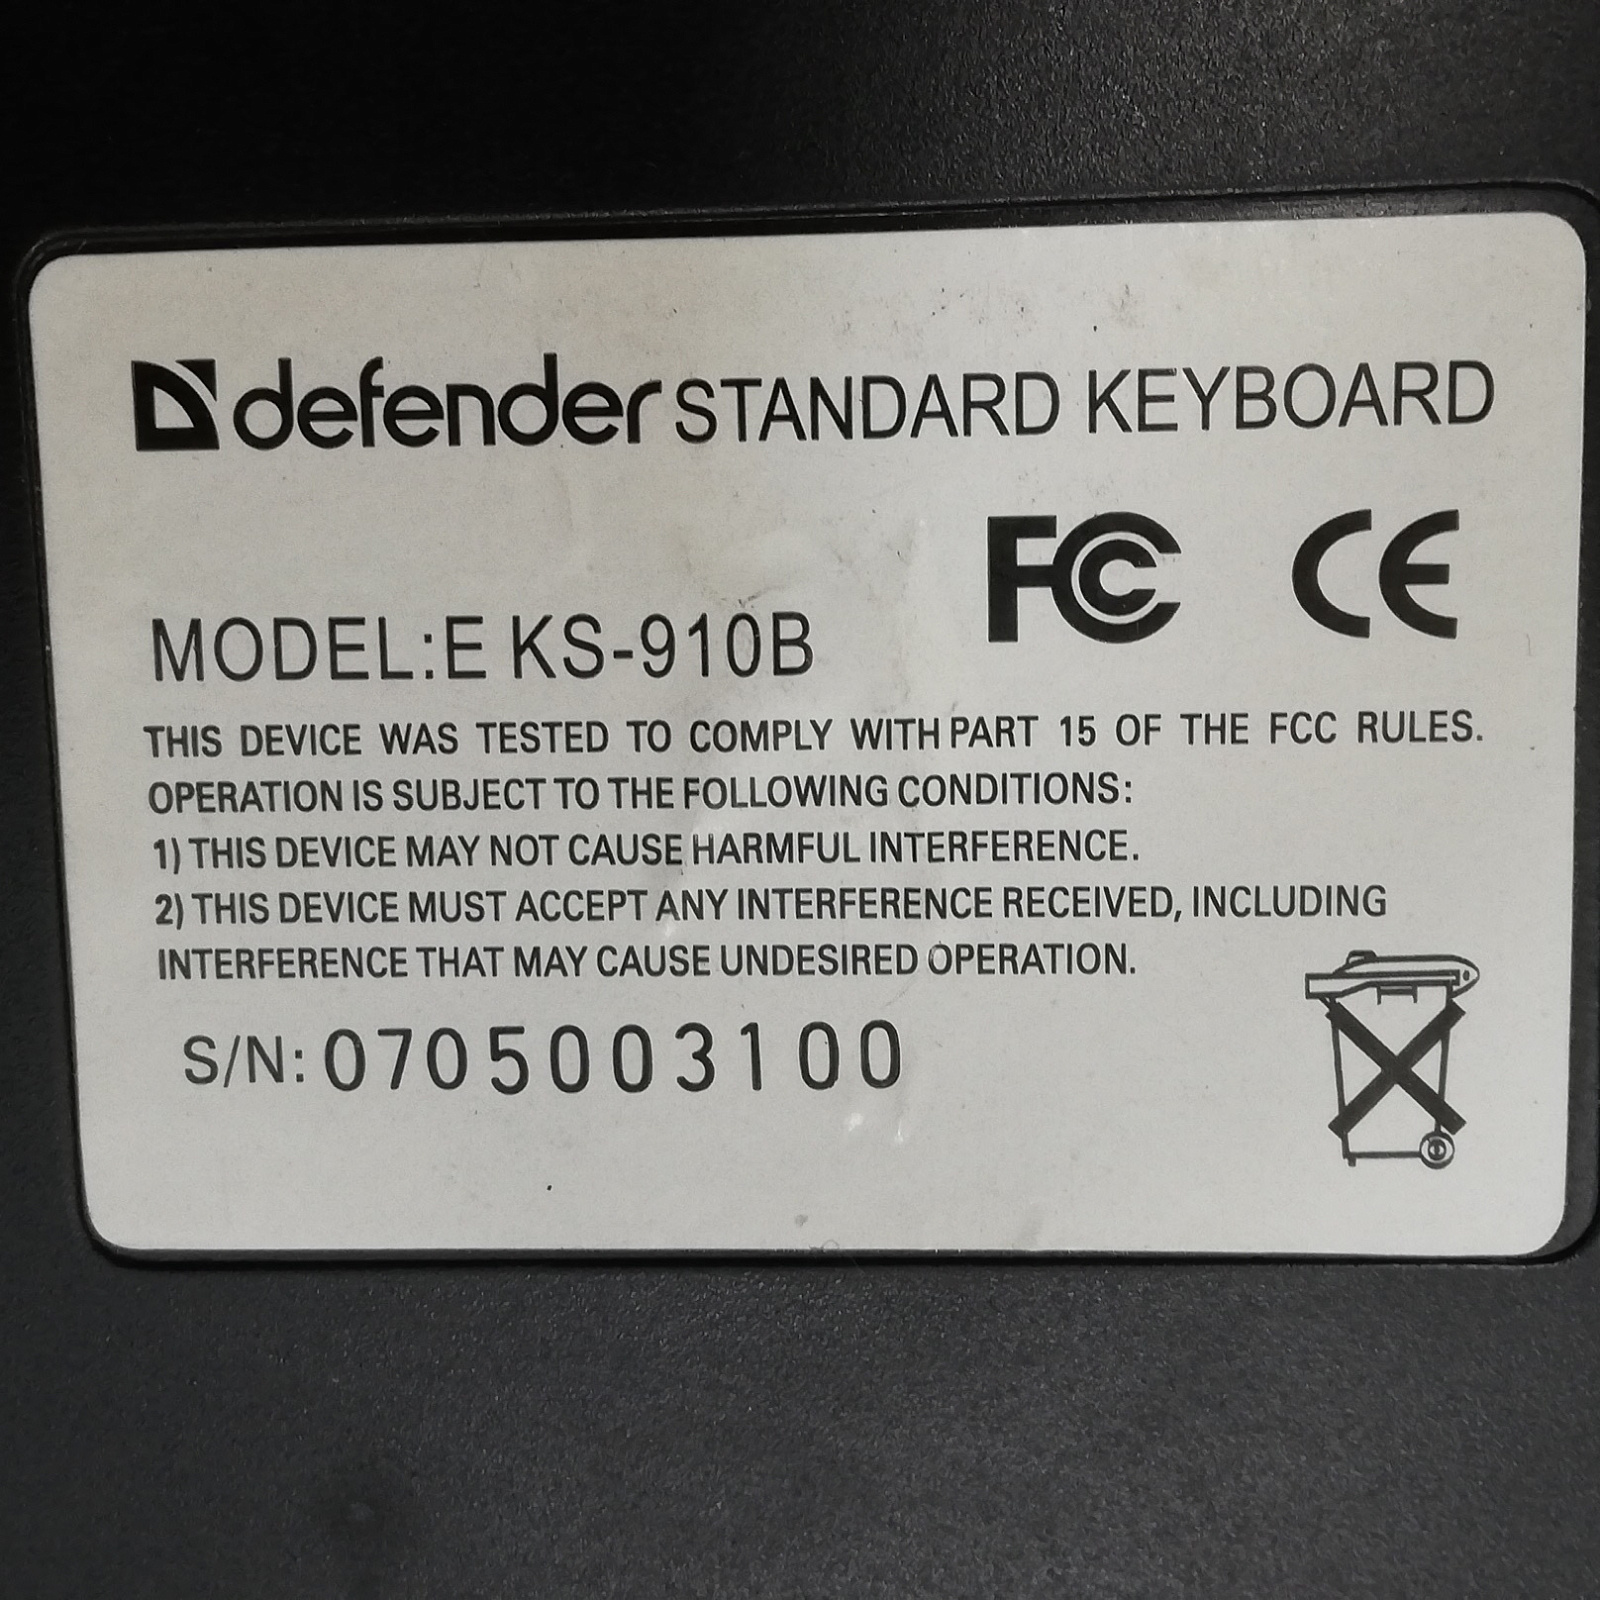 defender STANDARD KEYBOARD
FC CE
MODEL:E KS-910B
THIS DEVICE WAS TESTED TO COMPLY WITH PART 15 OF THE FCC RULES.
OPERATION IS SUBJECT TO THE FOLLOWING CONDITIONS:
1) THIS DEVICE MAY NOT CAUSE HARMFUL INTERFERENCE.
2) THIS DEVICE MUST ACCEPT ANY INTERFERENCE RECEIVED, INCLUDING
INTERFERENCE THAT MAY CAUSE UNDESIRED OPERATION.
S/N: 0705003100